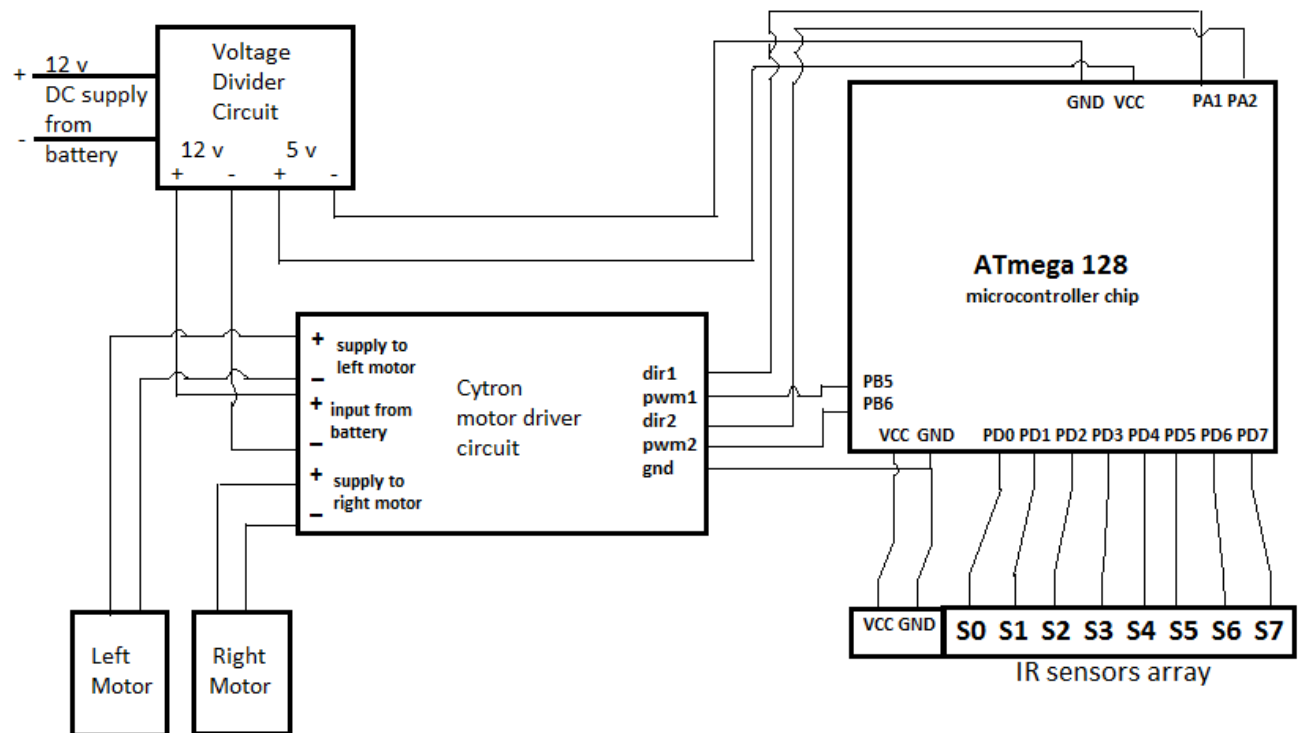 Voltage
Divider
Circuit
+ 12 v
DC supply
from
- battery
12 v 5 v
+ - + -
GND VCC PA1 PA2
ATmega 128
microcontroller chip
PB5
PB6
VCC GND PD0 PD1 PD2 PD3 PD4 PD5 PD6 PD7
+ supply to
left motor
-
+ input from
battery
-
+ supply to
right motor
-
Cytron
motor driver
circuit
dir1
pwm1
dir2
pwm2
gnd
Left
Motor
Right
Motor
VCC GND S0 S1 S2 S3 S4 S5 S6 S7
IR sensors array